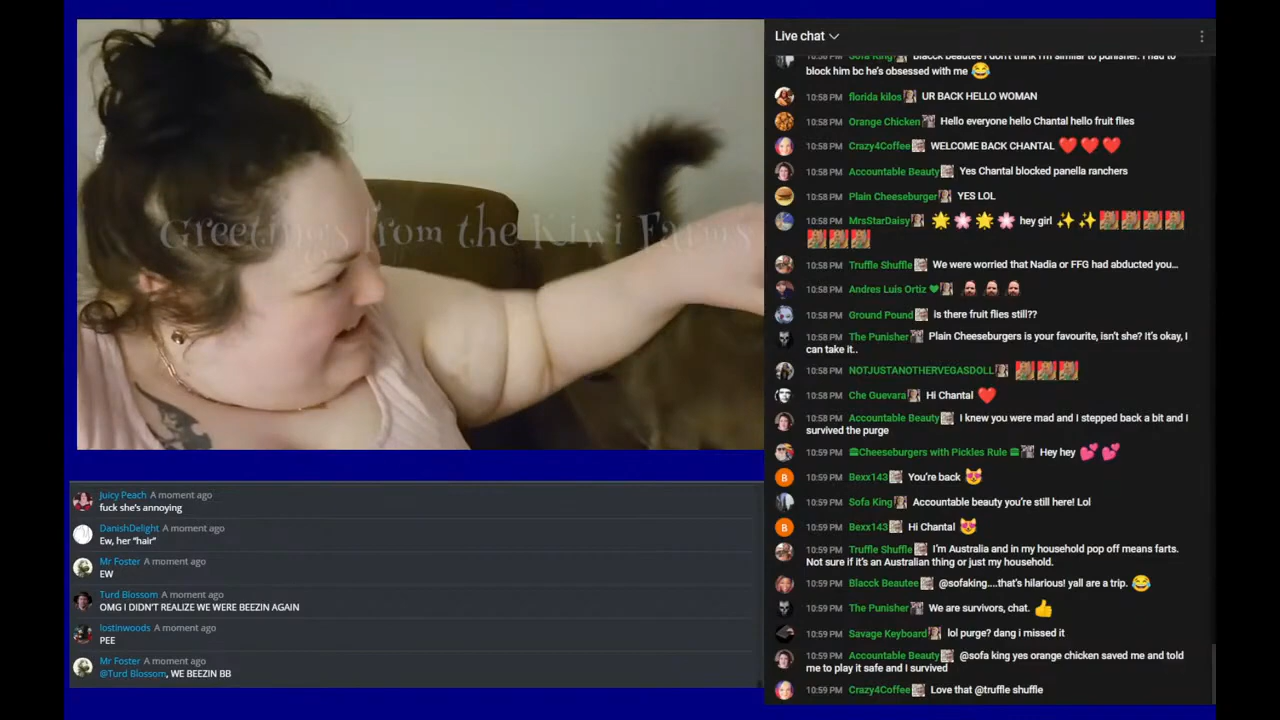 Greetings from the Kiwi Farms
Juicy Peach A moment ago
fuck she's annoying
DanishDelight A moment ago
Ew, her "hair"
Mr Foster A moment ago
EW
Turd Blossom A moment ago
OMG I DIDN'T REALIZE WE WERE BEEZIN AGAIN
lostinwoods A moment ago
PEE
Mr Foster A moment ago
@Turd Blossom, WE BEEZIN BB
Live chat
Sofa King Blacck Beautee I don't think I'm similar to punisher. I had to
block him bc he's obsessed with me 😂
10:58 PM florida kilos UR BACK HELLO WOMAN
10:58 PM Orange Chicken Hello everyone hello Chantal hello fruit flies
10:58 PM Crazy4Coffee WELCOME BACK CHANTAL ❤️ ❤️ ❤️
10:58 PM Accountable Beauty Yes Chantal blocked panella ranchers
10:58 PM Plain Cheeseburger YES LOL
10:58 PM MrsStarDaisy 🌟 🌸 🌟 🌸 hey girl ✨ ✨
10:58 PM Truffle Shuffle We were worried that Nadia or FFG had abducted you...
10:58 PM Andres Luis Ortiz 💚
10:58 PM Ground Pound is there fruit flies still??
10:58 PM The Punisher Plain Cheeseburgers is your favourite, isn't she? It's okay, I
can take it..
10:58 PM NOTJUSTANOTHERVEGASDOLL
10:58 PM Che Guevara Hi Chantal ❤️
10:58 PM Accountable Beauty I knew you were mad and I stepped back a bit and I
survived the purge
10:59 PM 🍔Cheeseburgers with Pickles Rule 🍔 Hey hey 💕 💕
B 10:59 PM Bexx143 You're back 😻
10:59 PM Sofa King Accountable beauty you're still here! Lol
B 10:59 PM Bexx143 Hi Chantal 😻
10:59 PM Truffle Shuffle I'm Australia and in my household pop off means farts.
Not sure if it's an Australian thing or just my household.
10:59 PM Blacck Beautee @sofaking....that's hilarious! yall are a trip. 😂
10:59 PM The Punisher We are survivors, chat. 👍
10:59 PM Savage Keyboard lol purge? dang i missed it
10:59 PM Accountable Beauty @sofa king yes orange chicken saved me and told
me to play it safe and I survived
10:59 PM Crazy4Coffee Love that @truffle shuffle